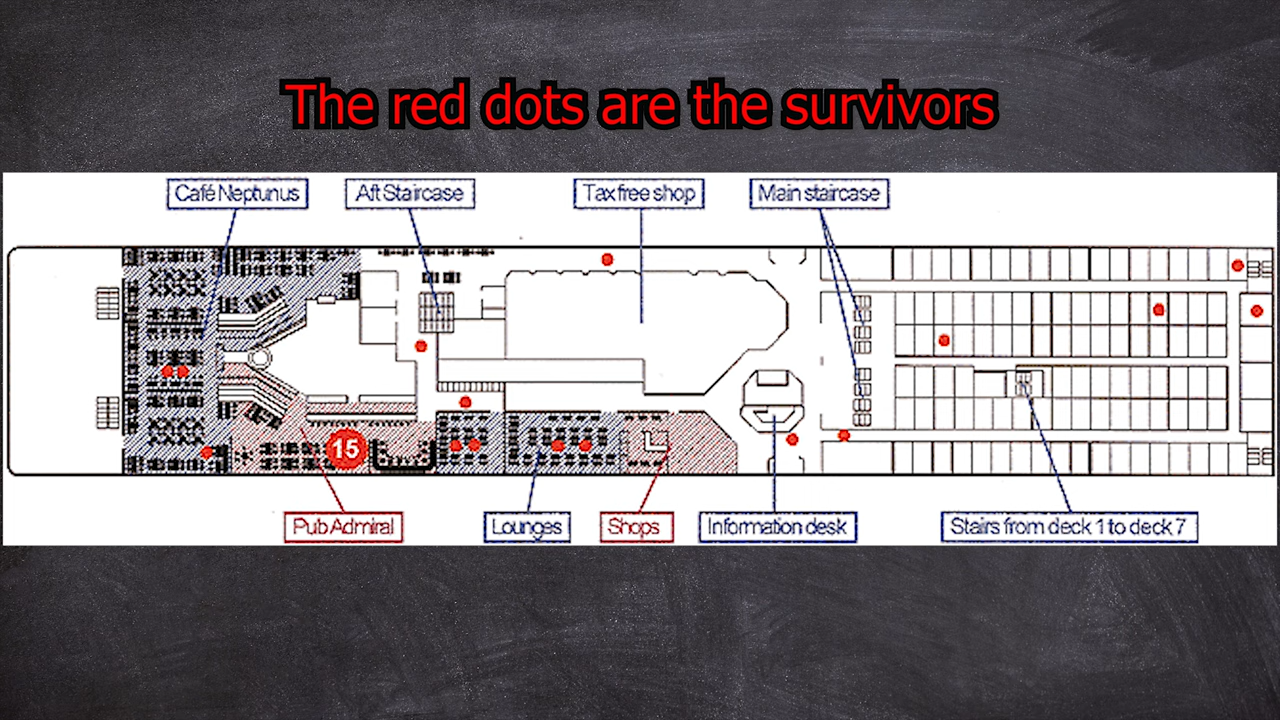 The red dots are the survivors
Café Neptunus
Aft Staircase
Tax free shop
Main staircase
15
Pub Admiral
Lounges
Shops
Information desk
Stairs from deck 1 to deck 7